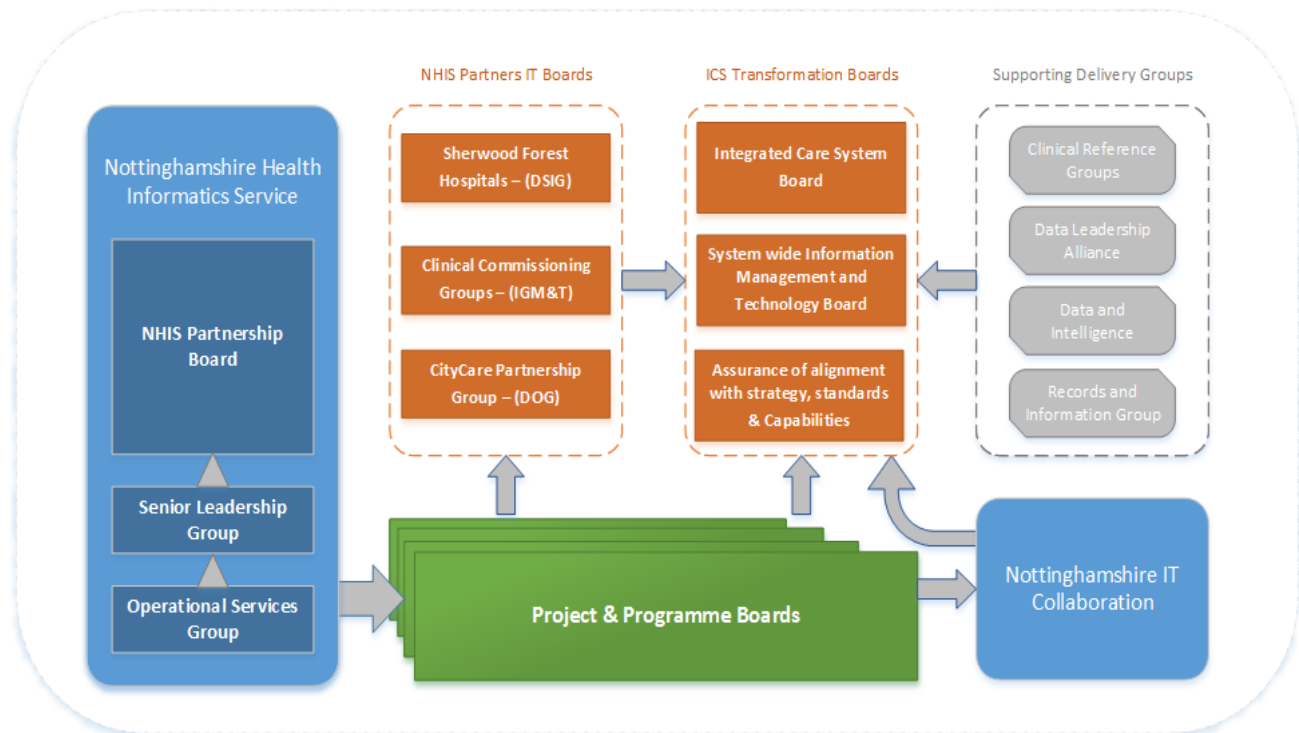 NHIS Partners IT Boards
ICS Transformation Boards
Supporting Delivery Groups
Nottinghamshire Health
Informatics Service
NHIS Partnership
Board
Senior Leadership
Group
Operational Services
Group
Sherwood Forest
Hospitals – (DSIG)
Clinical Commissioning
Groups – (IGM&T)
CityCare Partnership
Group – (DOG)
Integrated Care System
Board
System wide Information
Management and
Technology Board
Assurance of alignment
with strategy, standards
& Capabilities
Clinical Reference
Groups
Data Leadership
Alliance
Data and
Intelligence
Records and
Information Group
Project & Programme Boards
Nottinghamshire IT
Collaboration